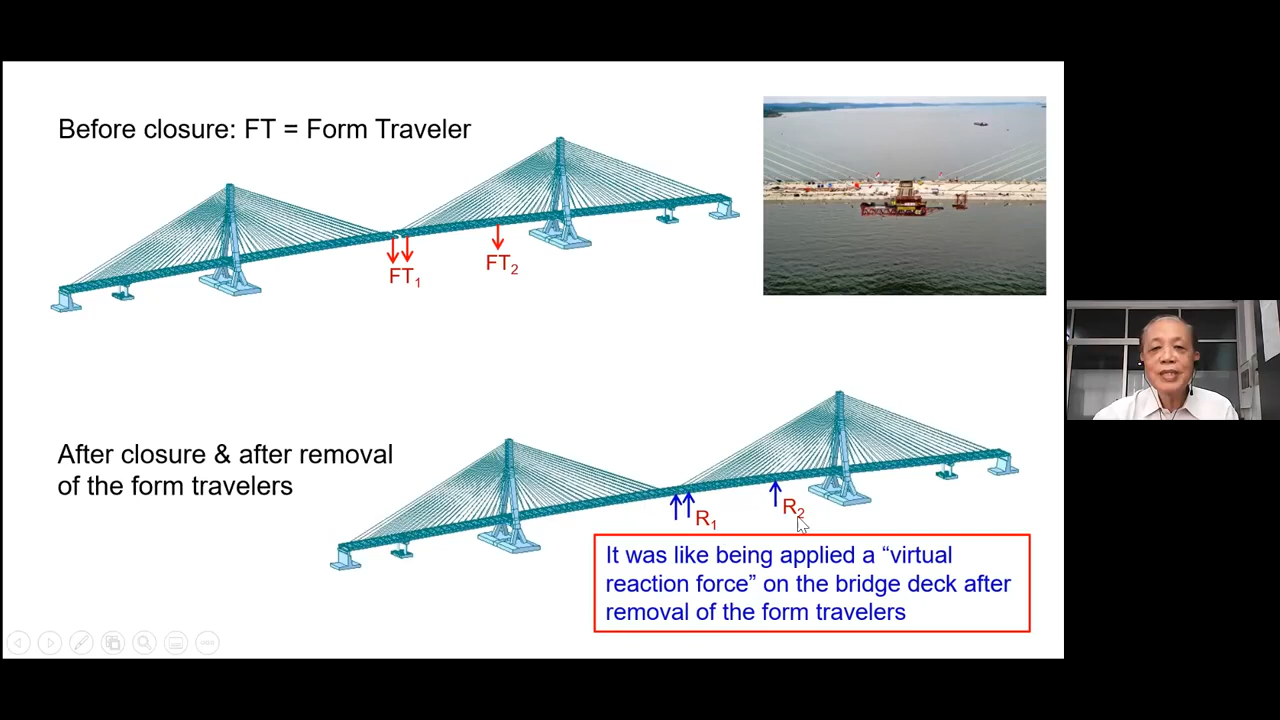 Before closure: FT = Form Traveler
FT1
FT2
After closure & after removal
of the form travelers
R1
R2
It was like being applied a “virtual
reaction force” on the bridge deck after
removal of the form travelers